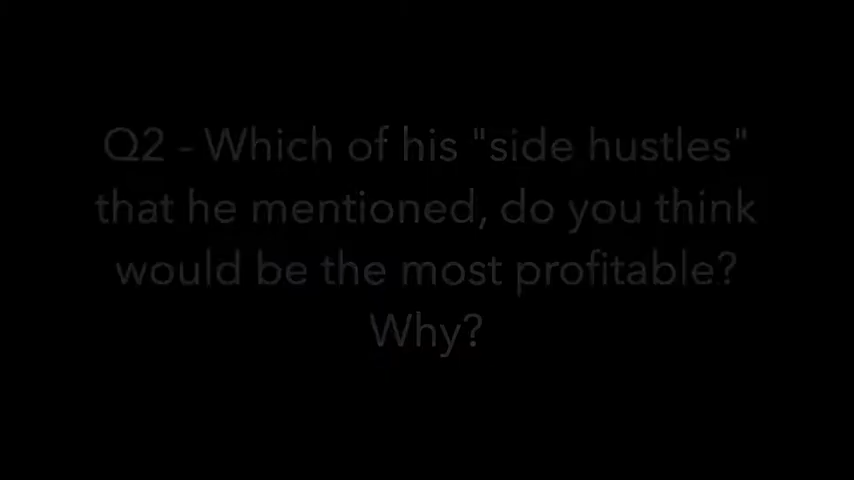 Q2 - Which of his "side hustles"
that he mentioned, do you think
would be the most profitable?
Why?